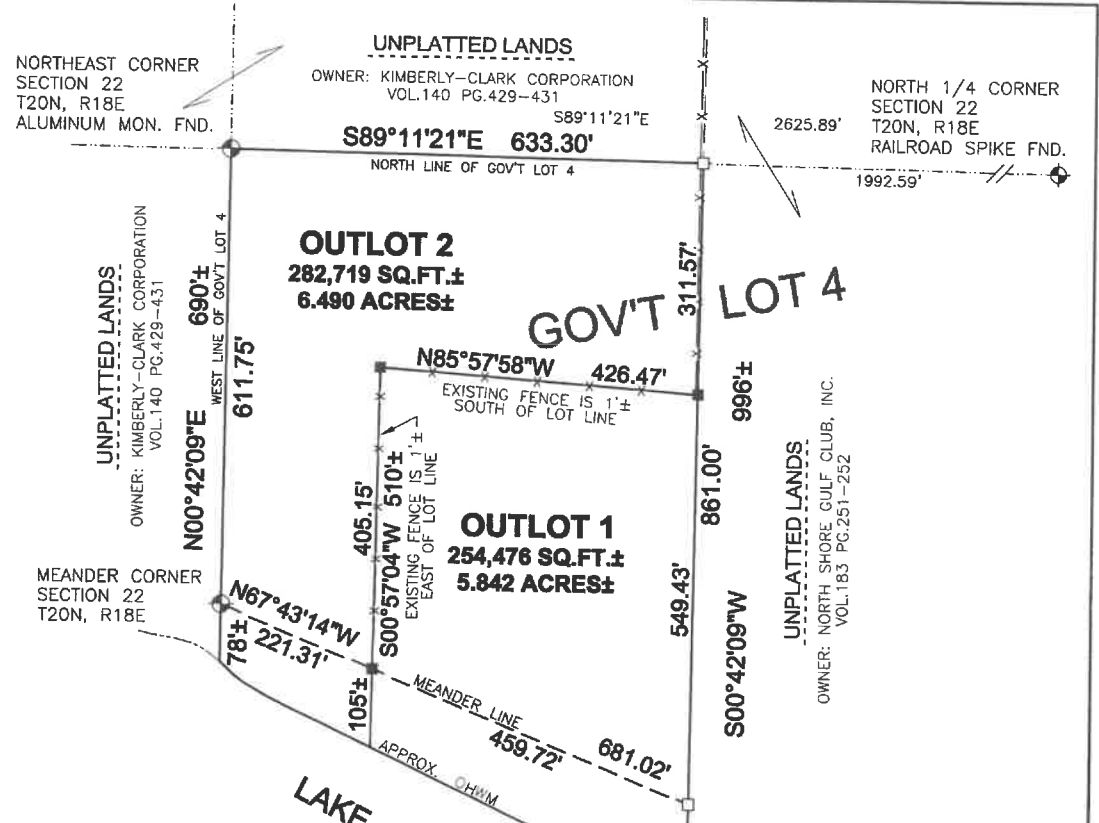 NORTHEAST CORNER
SECTION 22
T20N, R18E
ALUMINUM MON. FND.
UNPLATTED LANDS
OWNER: KIMBERLY-CLARK CORPORATION
VOL.140 PG.429-431
S89°11'21"E
S89°11'21"E 633.30'
NORTH LINE OF GOV'T LOT 4
2625.89'
NORTH 1/4 CORNER
SECTION 22
T20N, R18E
RAILROAD SPIKE FND.
1992.59'
UNPLATTED LANDS
OWNER: KIMBERLY-CLARK CORPORATION
VOL.140 PG.429-431
N00°42'09"E 690'±
WEST LINE OF GOV'T LOT 4
611.75'
OUTLOT 2
282,719 SQ.FT.±
6.490 ACRES±
GOV'T LOT 4
311.57'
N85°57'58"W 426.47'
EXISTING FENCE IS 1'±
SOUTH OF LOT LINE
996'±
861.00'
405.15'
S00°57'04"W 510'±
EXISTING FENCE IS 1'±
EAST OF LOT LINE
OUTLOT 1
254,476 SQ.FT.±
5.842 ACRES±
549.43'
S00°42'09"W
UNPLATTED LANDS
OWNER: NORTH SHORE GULF CLUB, INC.
VOL.183 PG.251-252
MEANDER CORNER
SECTION 22
T20N, R18E
N67°43'14"W
221.31'
78'±
105'±
MEANDER LINE
459.72'
681.02'
APPROX. OHWM
LAKE